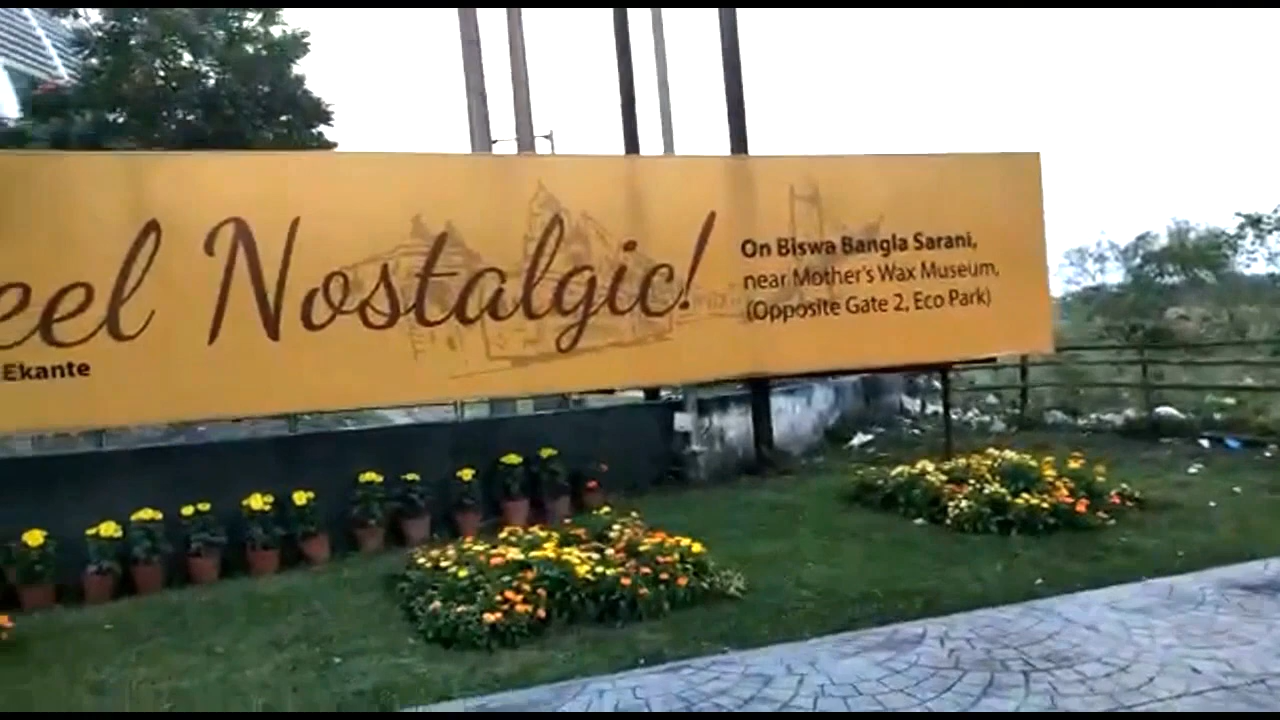 eel Nostalgic!
Ekante
On Biswa Bangla Sarani,
near Mother's Wax Museum,
(Opposite Gate 2, Eco Park)